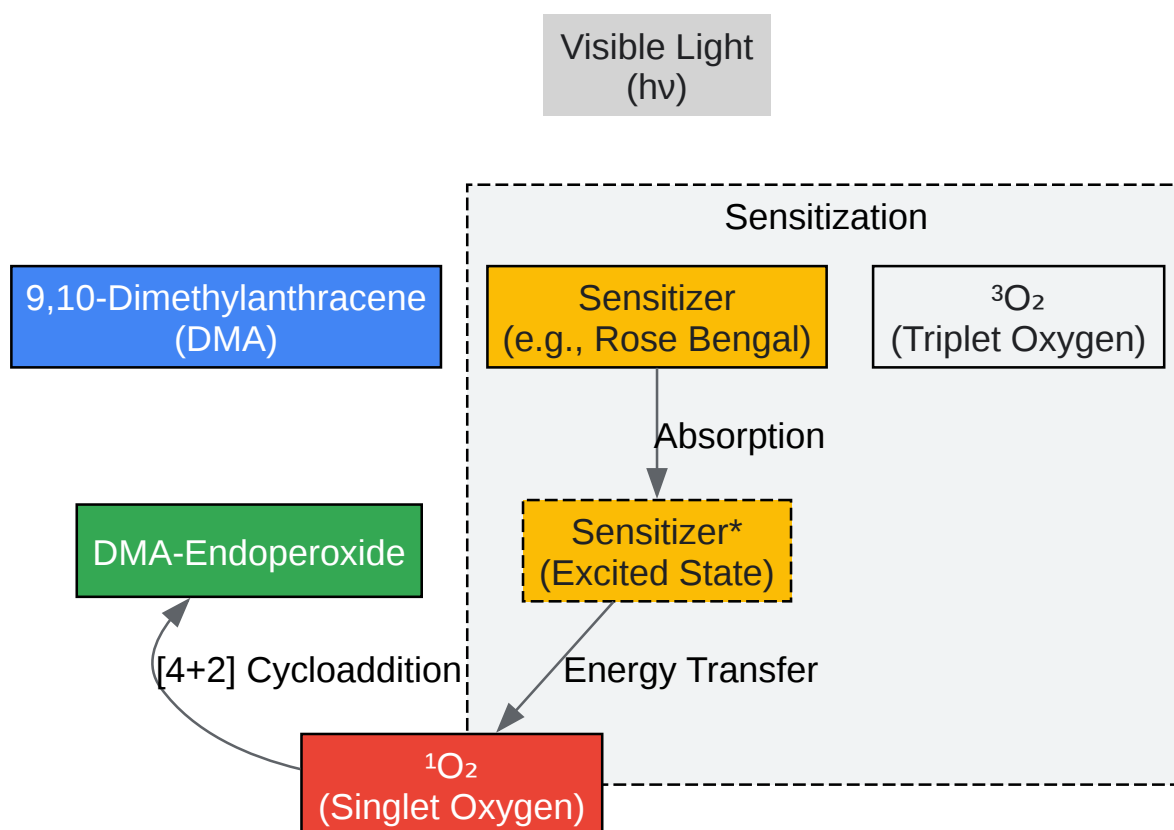 Visible Light
(hν)
Sensitization
9,10-Dimethylanthracene
(DMA)
Sensitizer
(e.g., Rose Bengal)
³O₂
(Triplet Oxygen)
Absorption
DMA-Endoperoxide
Sensitizer*
(Excited State)
[4+2] Cycloaddition
Energy Transfer
¹O₂
(Singlet Oxygen)